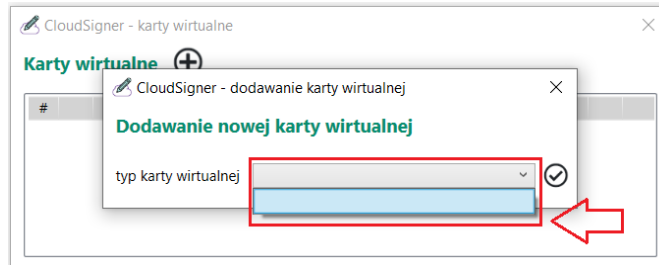 CloudSigner - karty wirtualne
Karty wirtualne
CloudSigner - dodawanie karty wirtualnej
#
Dodawanie nowej karty wirtualnej
typ karty wirtualnej